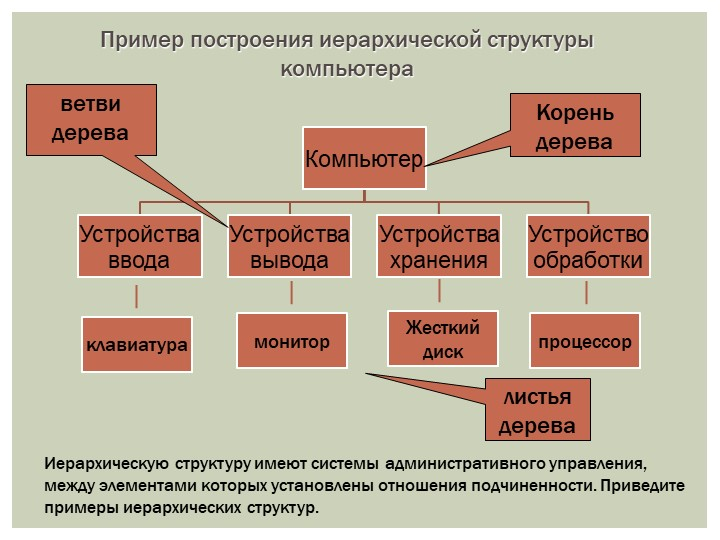 Пример построения иерархической структуры
компьютера
ветви
дерева
Корень
дерева
Компьютер
Устройства
ввода
Устройства
вывода
Устройства
хранения
Устройство
обработки
клавиатура
монитор
Жесткий
диск
процессор
листья
дерева
Иерархическую структуру имеют системы административного управления,
между элементами которых установлены отношения подчиненности. Приведите
примеры иерархических структур.